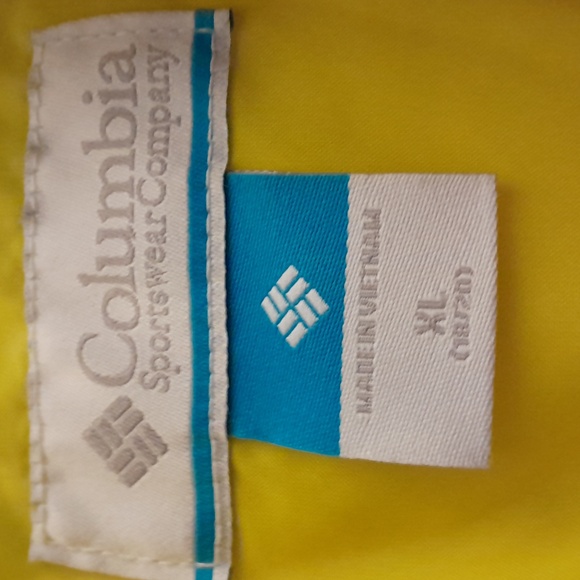 Columbia
Sportswear Company
MADE IN VIETNAM
XL
(18/20)